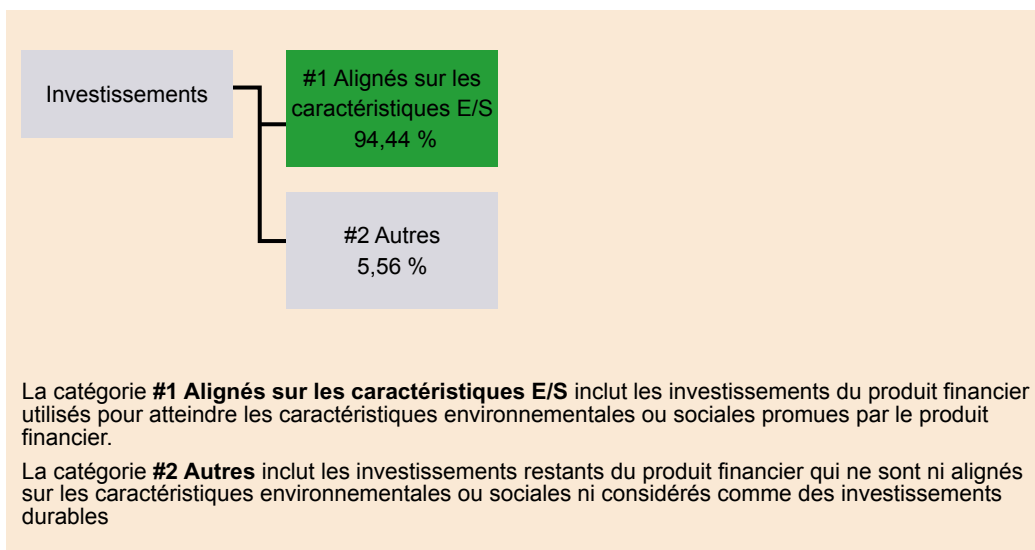 Investissements
#1 Alignés sur les
caractéristiques E/S
94,44 %
#2 Autres
5,56 %
La catégorie #1 Alignés sur les caractéristiques E/S inclut les investissements du produit financier
utilisés pour atteindre les caractéristiques environnementales ou sociales promues par le produit
financier.
La catégorie #2 Autres inclut les investissements restants du produit financier qui ne sont ni alignés
sur les caractéristiques environnementales ou sociales ni considérés comme des investissements
durables